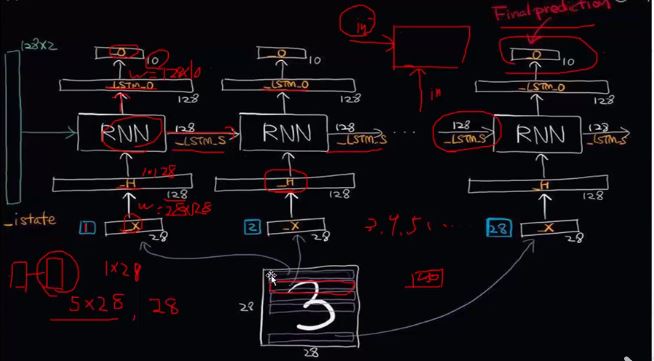 Final prediction
128X2
_O
10
_O
10
in
_O
10
W = 128X10
_LSTM_O
128
_LSTM_O
128
in
_LSTM_O
128
RNN
128
_LSTM_S
RNN
128
_LSTM_S
...
128
_LSTM_S
RNN
128
_LSTM_S
1X128
_H
128
_H
128
_H
128
_istate
W = 28X128
1
_X
28
2
_X
28
3, 4, 5, ...
28
_X
28
1X28
5X28, 28
28
3
28